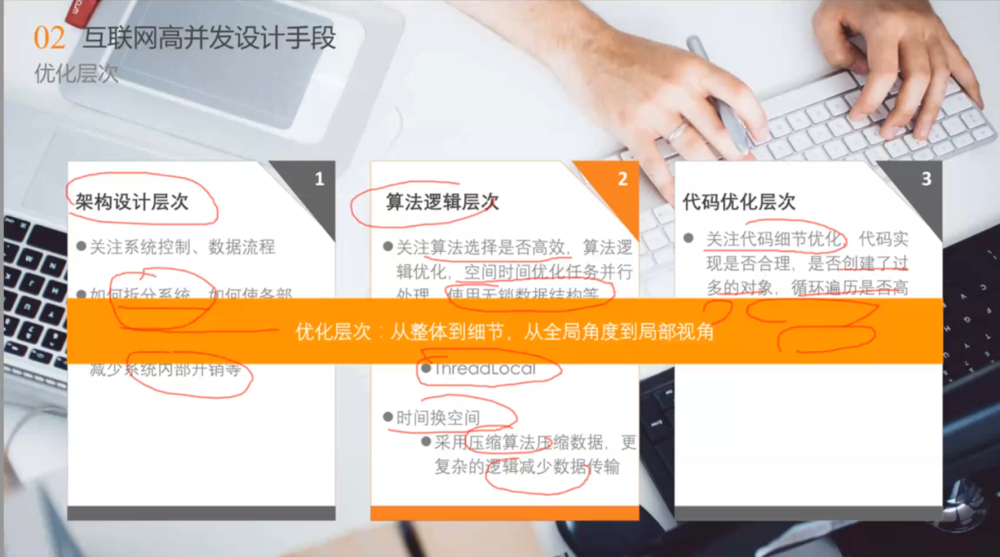 02 互联网高并发设计手段
优化层次
1
架构设计层次
●关注系统控制、数据流程
●如何拆分系统，如何使各部
减少系统内部开销等
2
算法逻辑层次
●关注算法选择是否高效，算法逻
辑优化，空间时间优化任务并行
处理，使用无锁数据结构等
●ThreadLocal
●时间换空间
●采用压缩算法压缩数据，更
复杂的逻辑减少数据传输
3
代码优化层次
●关注代码细节优化，代码实
现是否合理，是否创建了过
多的对象，循环遍历是否高
优化层次：从整体到细节，从全局角度到局部视角